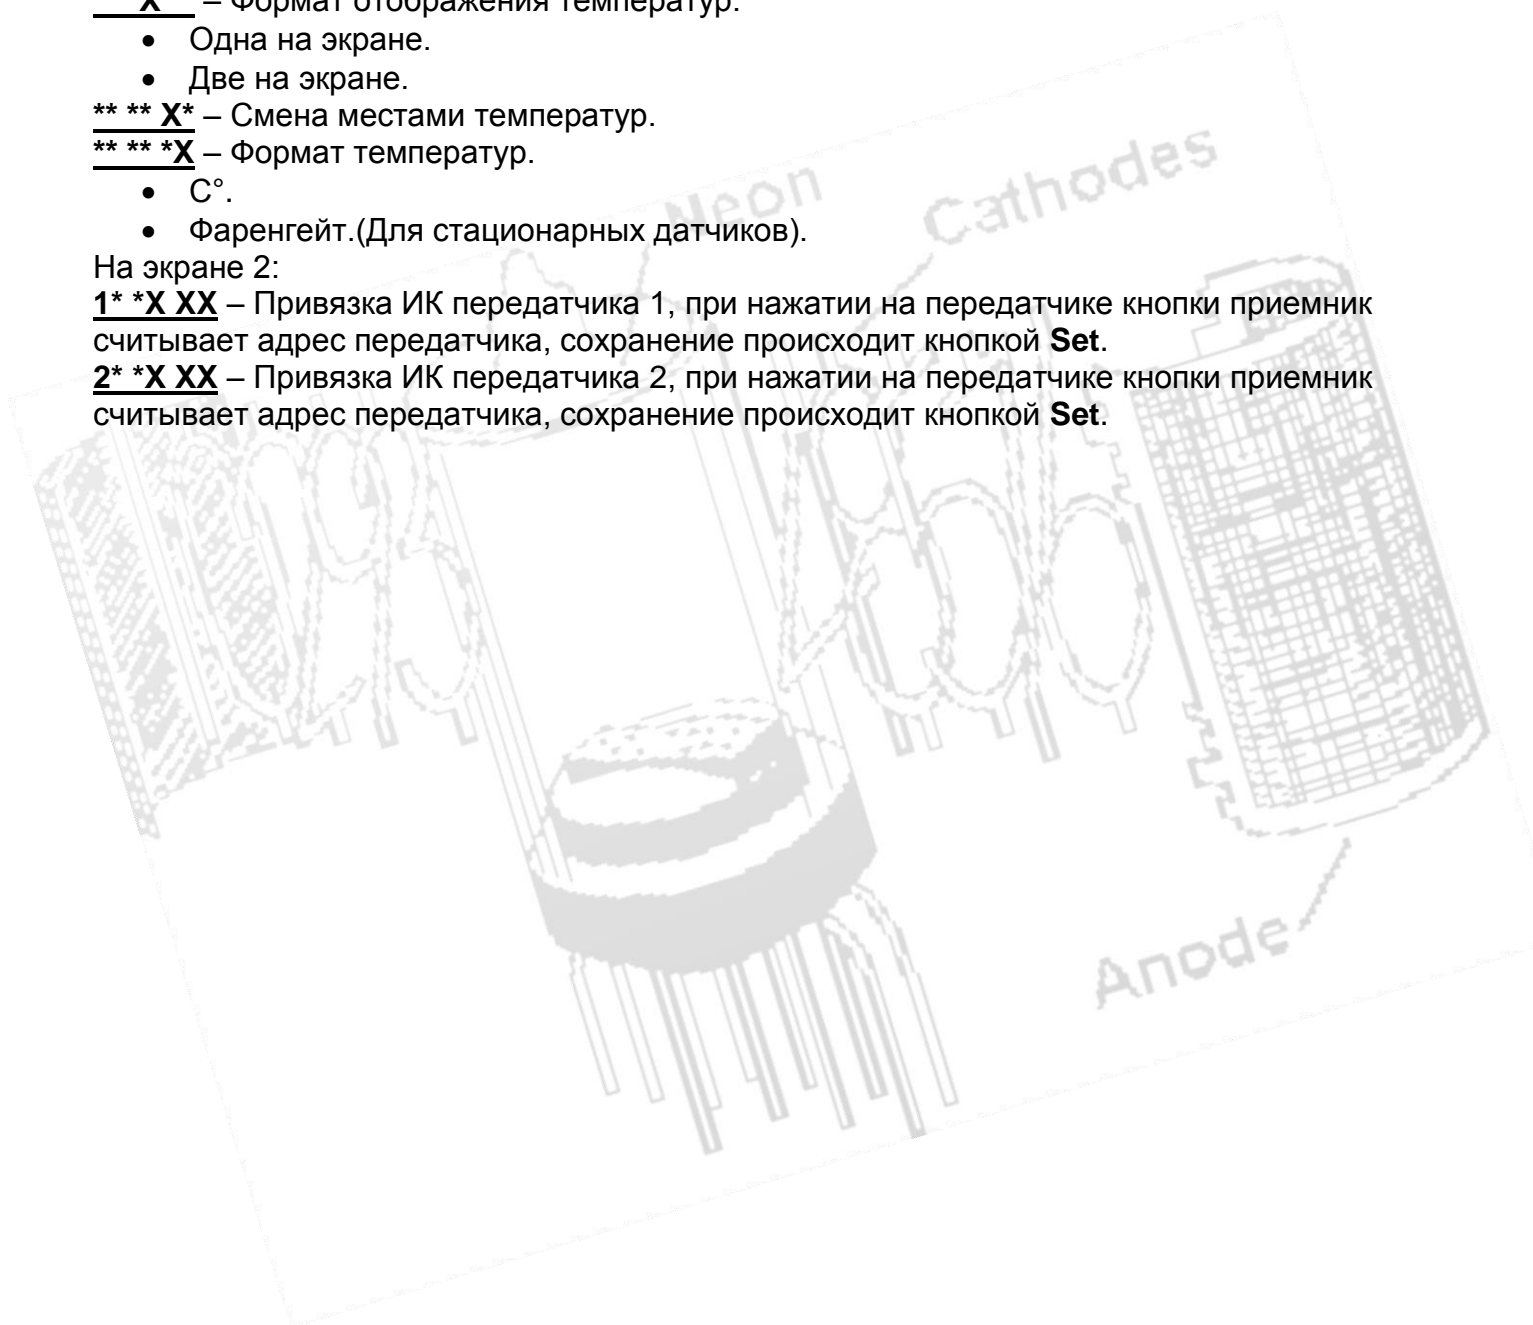 X – Формат отображения температур.
• Одна на экране.
• Две на экране.
** ** X* – Смена местами температур.
** ** *X – Формат температур.
• C°.
• Фаренгейт.(Для стационарных датчиков).
На экране 2:
1* *X XX – Привязка ИК передатчика 1, при нажатии на передатчике кнопки приемник
считывает адрес передатчика, сохранение происходит кнопкой Set.
2* *X XX – Привязка ИК передатчика 2, при нажатии на передатчике кнопки приемник
считывает адрес передатчика, сохранение происходит кнопкой Set.
Neon
Cathodes
Anode